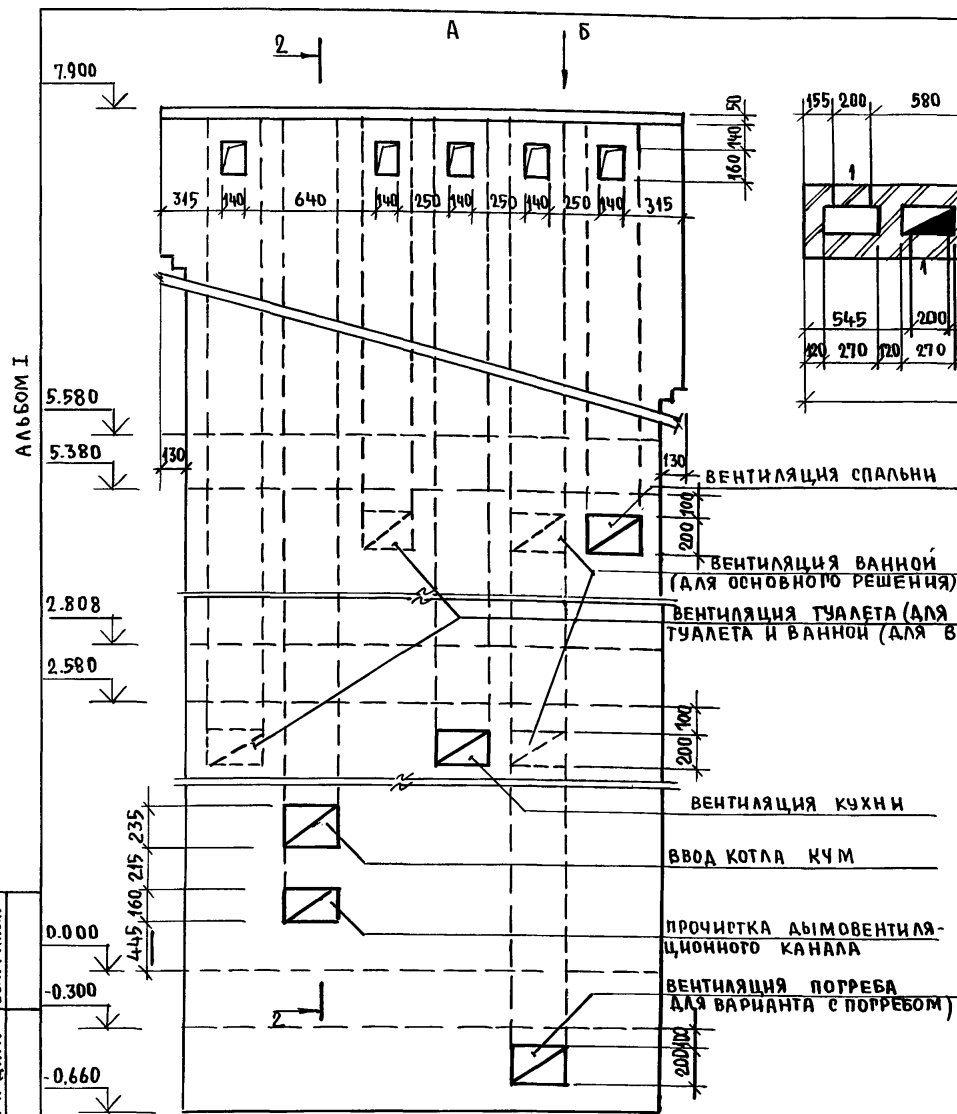 А
Б
2
7.900
50
140
160
155 200 580
1
315 140 640 140 250 140 250 140 250 140 315
1
545 200
120 270 120 270
АЛЬБОМ I
5.580
5.380
130
130
ВЕНТИЛЯЦИЯ СПАЛЬНИ
100
200
ВЕНТИЛЯЦИЯ ВАННОЙ
(ДЛЯ ОСНОВНОГО РЕШЕНИЯ)
2.808
ВЕНТИЛЯЦИЯ ТУАЛЕТА (ДЛЯ
ТУАЛЕТА И ВАННОЙ (ДЛЯ В
2.580
100
200
ВЕНТИЛЯЦИЯ КУХНИ
235
215
160
445
ВВОД КОТЛА КЧМ
0.000
ПРОЧИСТКА ДЫМОВЕНТИЛЯ-
ЦИОННОГО КАНАЛА
-0.300
ВЕНТИЛЯЦИЯ ПОГРЕБА
ДЛЯ ВАРИАНТА С ПОГРЕБОМ)
2
100
200
-0.660